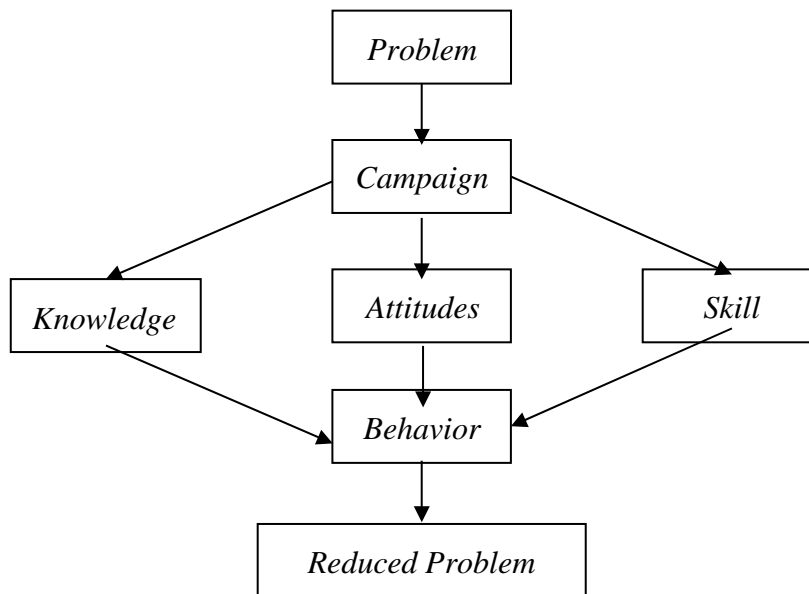 Problem
Campaign
Knowledge
Attitudes
Skill
Behavior
Reduced Problem